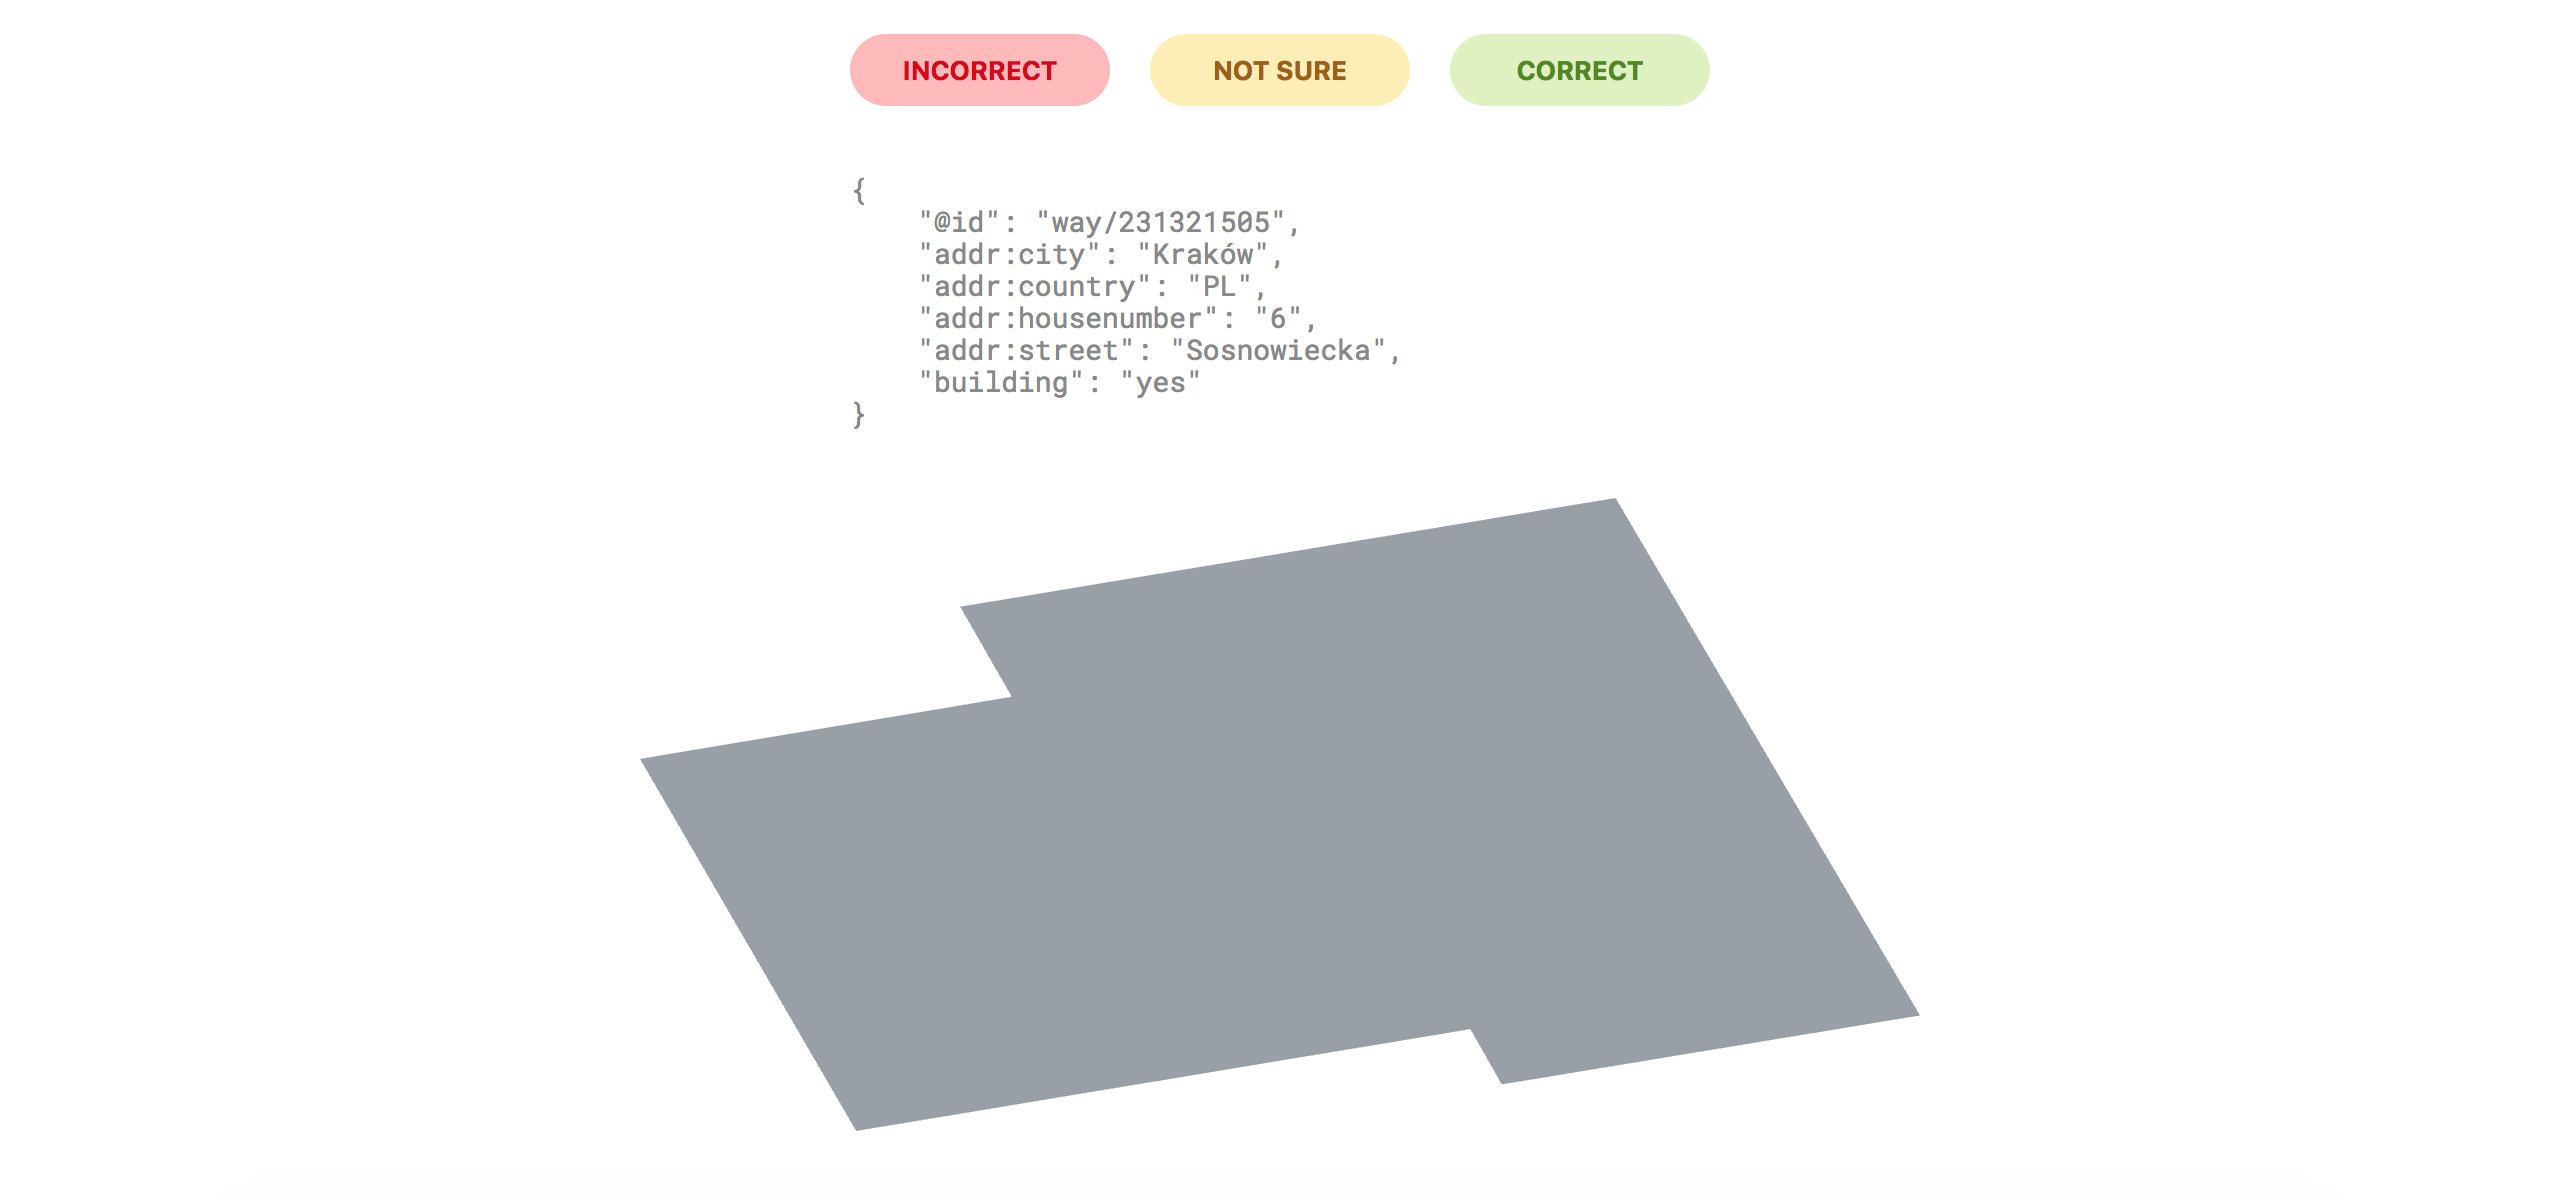 INCORRECT
NOT SURE
CORRECT
{
"@id": "way/231321505",
"addr:city": "Kraków",
"addr:country": "PL",
"addr:housenumber": "6",
"addr:street": "Sosnowiecka",
"building": "yes"
}